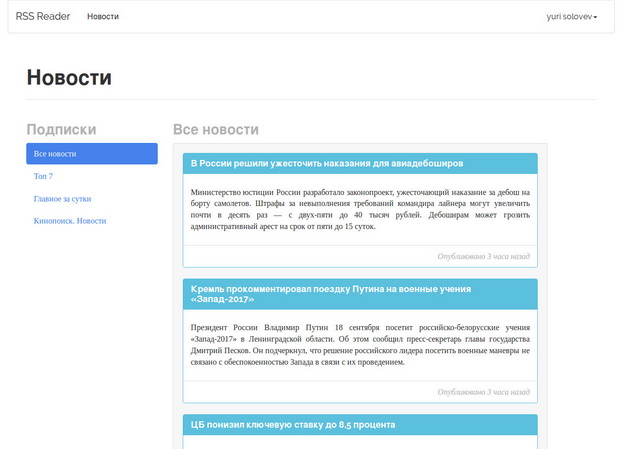 RSS Reader
Новости
yuri solovev
Новости
Подписки
Все новости
Топ 7
Главное за сутки
Кинопоиск. Новости
Все новости
В России решили ужесточить наказания для авиадебоширов
Министерство юстиции России разработало законопроект, ужесточающий наказание за дебош на
борту самолетов. Штрафы за невыполнения требований командира лайнера могут увеличить
почти в десять раз — с двух-пяти до 40 тысяч рублей. Дебоширам может грозить
административный арест на срок от пяти до 15 суток.
Опубликовано 3 часа назад
Кремль прокомментировал поездку Путина на военные учения
«Запад-2017»
Президент России Владимир Путин 18 сентября посетит российско-белорусские учения
«Запад-2017» в Ленинградской области. Об этом сообщил пресс-секретарь главы государства
Дмитрий Песков. Он подчеркнул, что решение российского лидера посетить военные маневры не
связано с обеспокоенностью Запада в связи с их проведением.
Опубликовано 3 часа назад
ЦБ понизил ключевую ставку до 8,5 процента